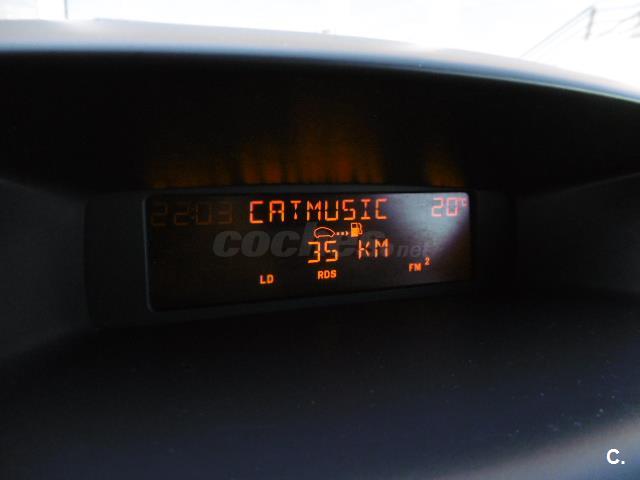 22:03 CATMUSIC 20°C
35 KM
LD RDS FM 2
coches.net
C.